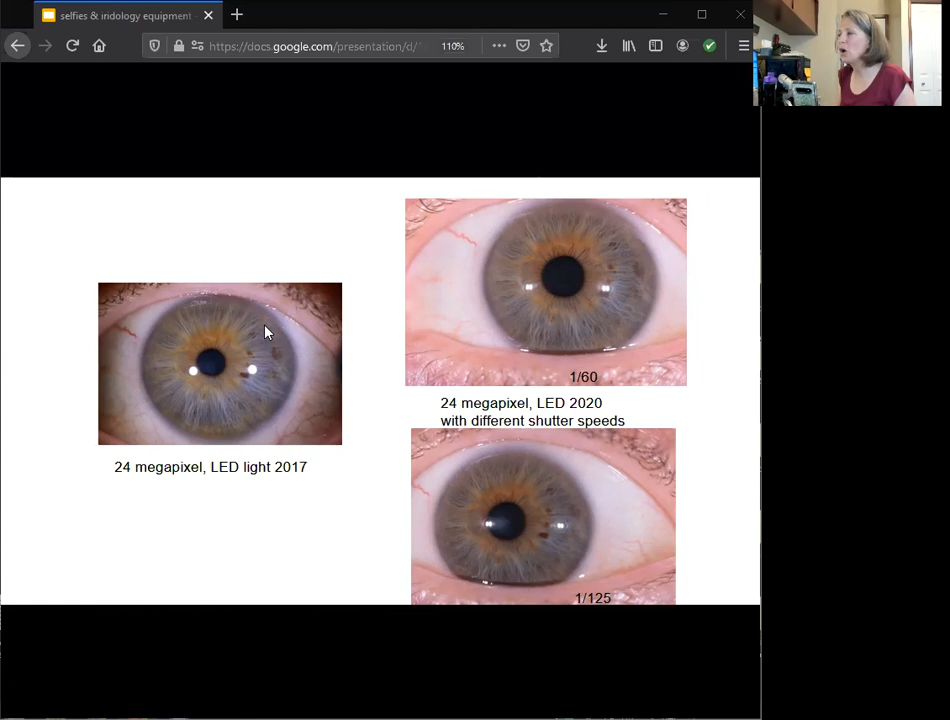 selfies & iridology equipment
https://docs.google.com/presentation/d/
110%
1/60
24 megapixel, LED 2020
with different shutter speeds
24 megapixel, LED light 2017
1/125